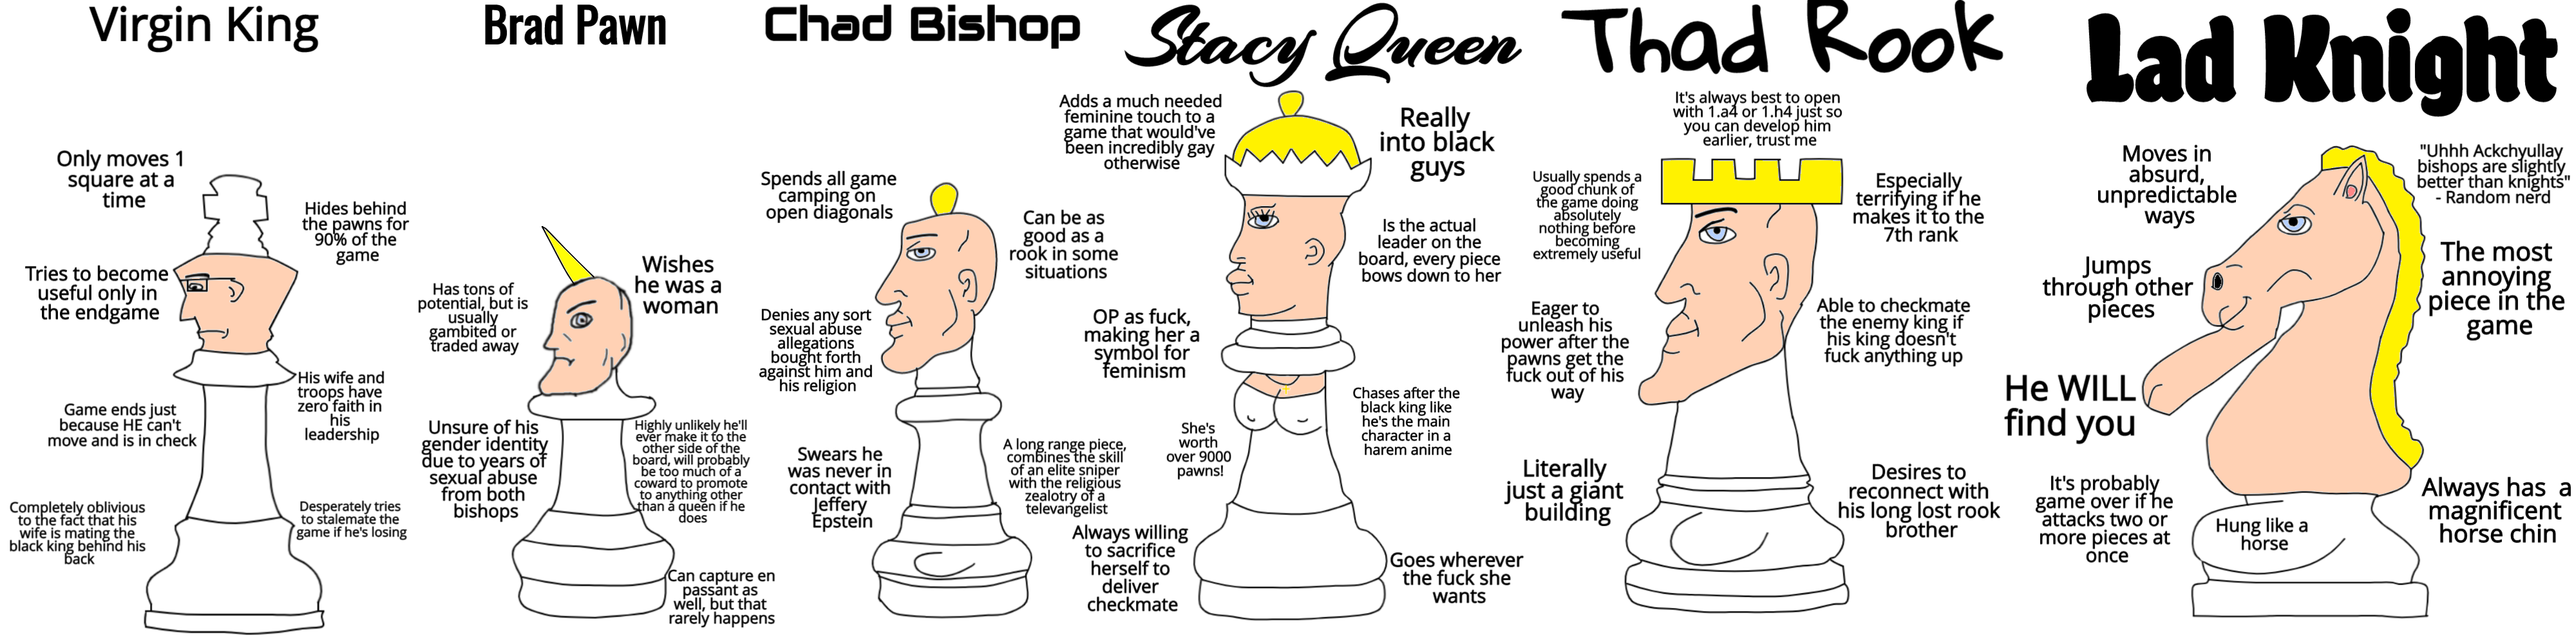 Virgin King
Only moves 1
square at a
time
Hides behind
the pawns for
90% of the
game
Tries to become
useful only in
the endgame
His wife and
troops have
zero faith in
his
leadership
Game ends just
because HE can't
move and is in check
Completely oblivious
to the fact that his
wife is mating the
black king behind his
back
Desperately tries
to stalemate the
game if he's losing
Brad Pawn
Wishes
he was a
woman
Has tons of
potential, but is
usually
gambited or
traded away
Unsure of his
gender identity
due to years of
sexual abuse
from both
bishops
Highly unlikely he'll
ever make it to the
other side of the
board, will probably
be too much of a
coward to promote
to anything other
than a queen if he
does
Can capture en
passant as
well, but that
rarely happens
Chad Bishop
Spends all game
camping on
open diagonals
Can be as
good as a
rook in some
situations
Denies any sort
sexual abuse
allegations
bought forth
against him and
his religion
Swears he
was never in
contact with
Jeffery
Epstein
A long range piece,
combines the skill
of an elite sniper
with the religious
zealotry of a
televangelist
Stacy Queen
Adds a much needed
feminine touch to a
game that would've
been incredibly gay
otherwise
Really
into black
guys
Is the actual
leader on the
board, every piece
bows down to her
OP as fuck,
making her a
symbol for
feminism
Chases after the
black king like
he's the main
character in a
harem anime
She's
worth
over 9000
pawns!
Always willing
to sacrifice
herself to
deliver
checkmate
Goes wherever
the fuck she
wants
Thad Rook
It's always best to open
with 1.a4 or 1.h4 just so
you can develop him
earlier, trust me
Usually spends a
good chunk of
the game doing
absolutely
nothing before
becoming
extremely useful
Especially
terrifying if he
makes it to the
7th rank
Eager to
unleash his
power after the
pawns get the
fuck out of his
way
Able to checkmate
the enemy king if
his king doesn't
fuck anything up
Literally
just a giant
building
Desires to
reconnect with
his long lost rook
brother
Lad Knight
Moves in
absurd,
unpredictable
ways
"Uhhh Ackchyullay
bishops are slightly
better than knights"
- Random nerd
Jumps
through other
pieces
The most
annoying
piece in the
game
He WILL
find you
It's probably
game over if he
attacks two or
more pieces at
once
Hung like a
horse
Always has a
magnificent
horse chin